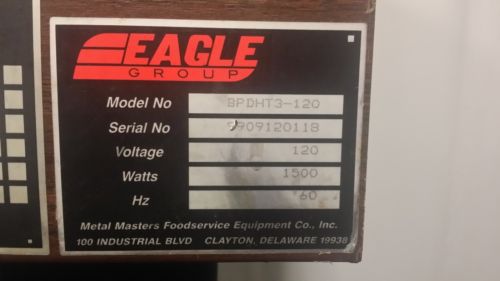 EAGLE
GROUP
Model No BPDHT3-120
Serial No 9909120118
Voltage 120
Watts 1500
Hz 60
Metal Masters Foodservice Equipment Co., Inc.
100 INDUSTRIAL BLVD CLAYTON, DELAWARE 19938